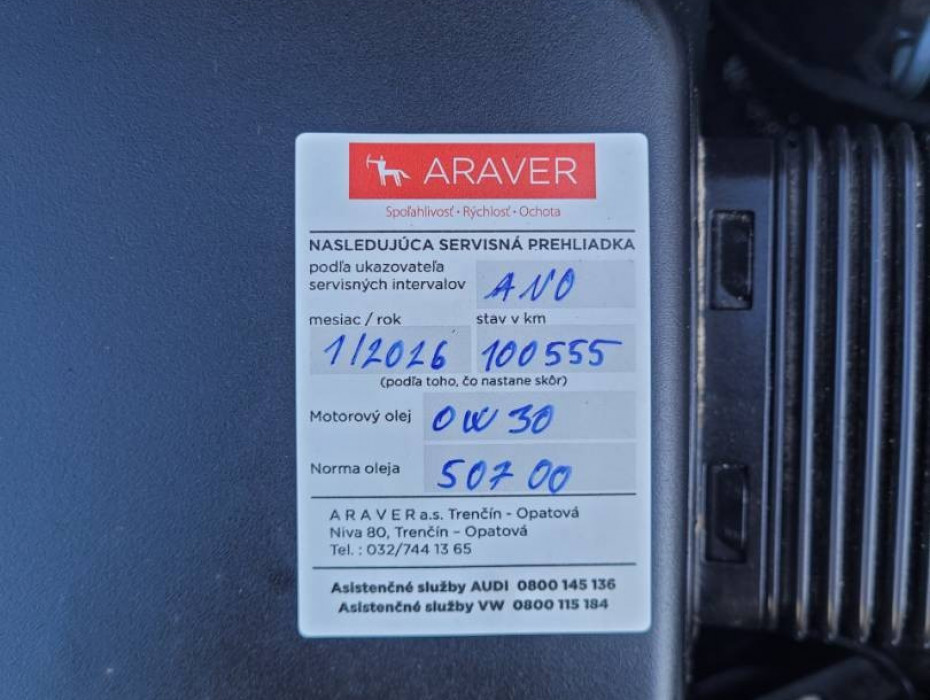 ARAVER
Spoľahlivosť • Rýchlosť • Ochota
NASLEDUJÚCA SERVISNÁ PREHLIADKA
podľa ukazovateľa
servisných intervalov ANO
mesiac / rok stav v km
1/2026 100555
(podľa toho, čo nastane skôr)
Motorový olej 0W30
Norma oleja 507 00
A R A V E R a.s. Trenčín - Opatová
Niva 80, Trenčín – Opatová
Tel. : 032/744 13 65
Asistenčné služby AUDI 0800 145 136
Asistenčné služby VW 0800 115 184